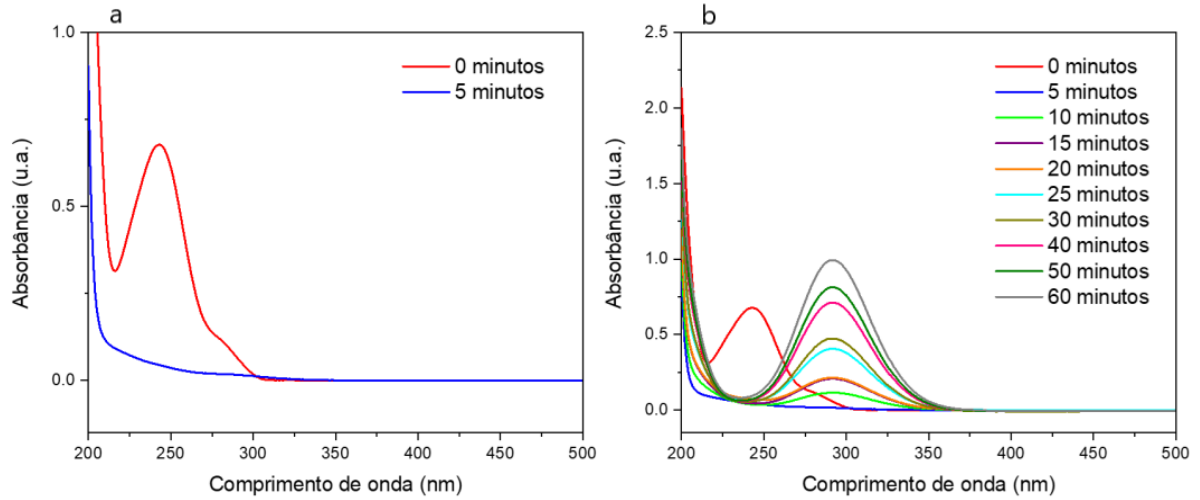 a
1.0
0.5
0.0
200
250
300
350
400
450
500
Absorbância (u.a.)
Comprimento de onda (nm)
0 minutos
5 minutos
b
2.5
2.0
1.5
1.0
0.5
0.0
200
250
300
350
400
450
500
Absorbância (u.a.)
Comprimento de onda (nm)
0 minutos
5 minutos
10 minutos
15 minutos
20 minutos
25 minutos
30 minutos
40 minutos
50 minutos
60 minutos